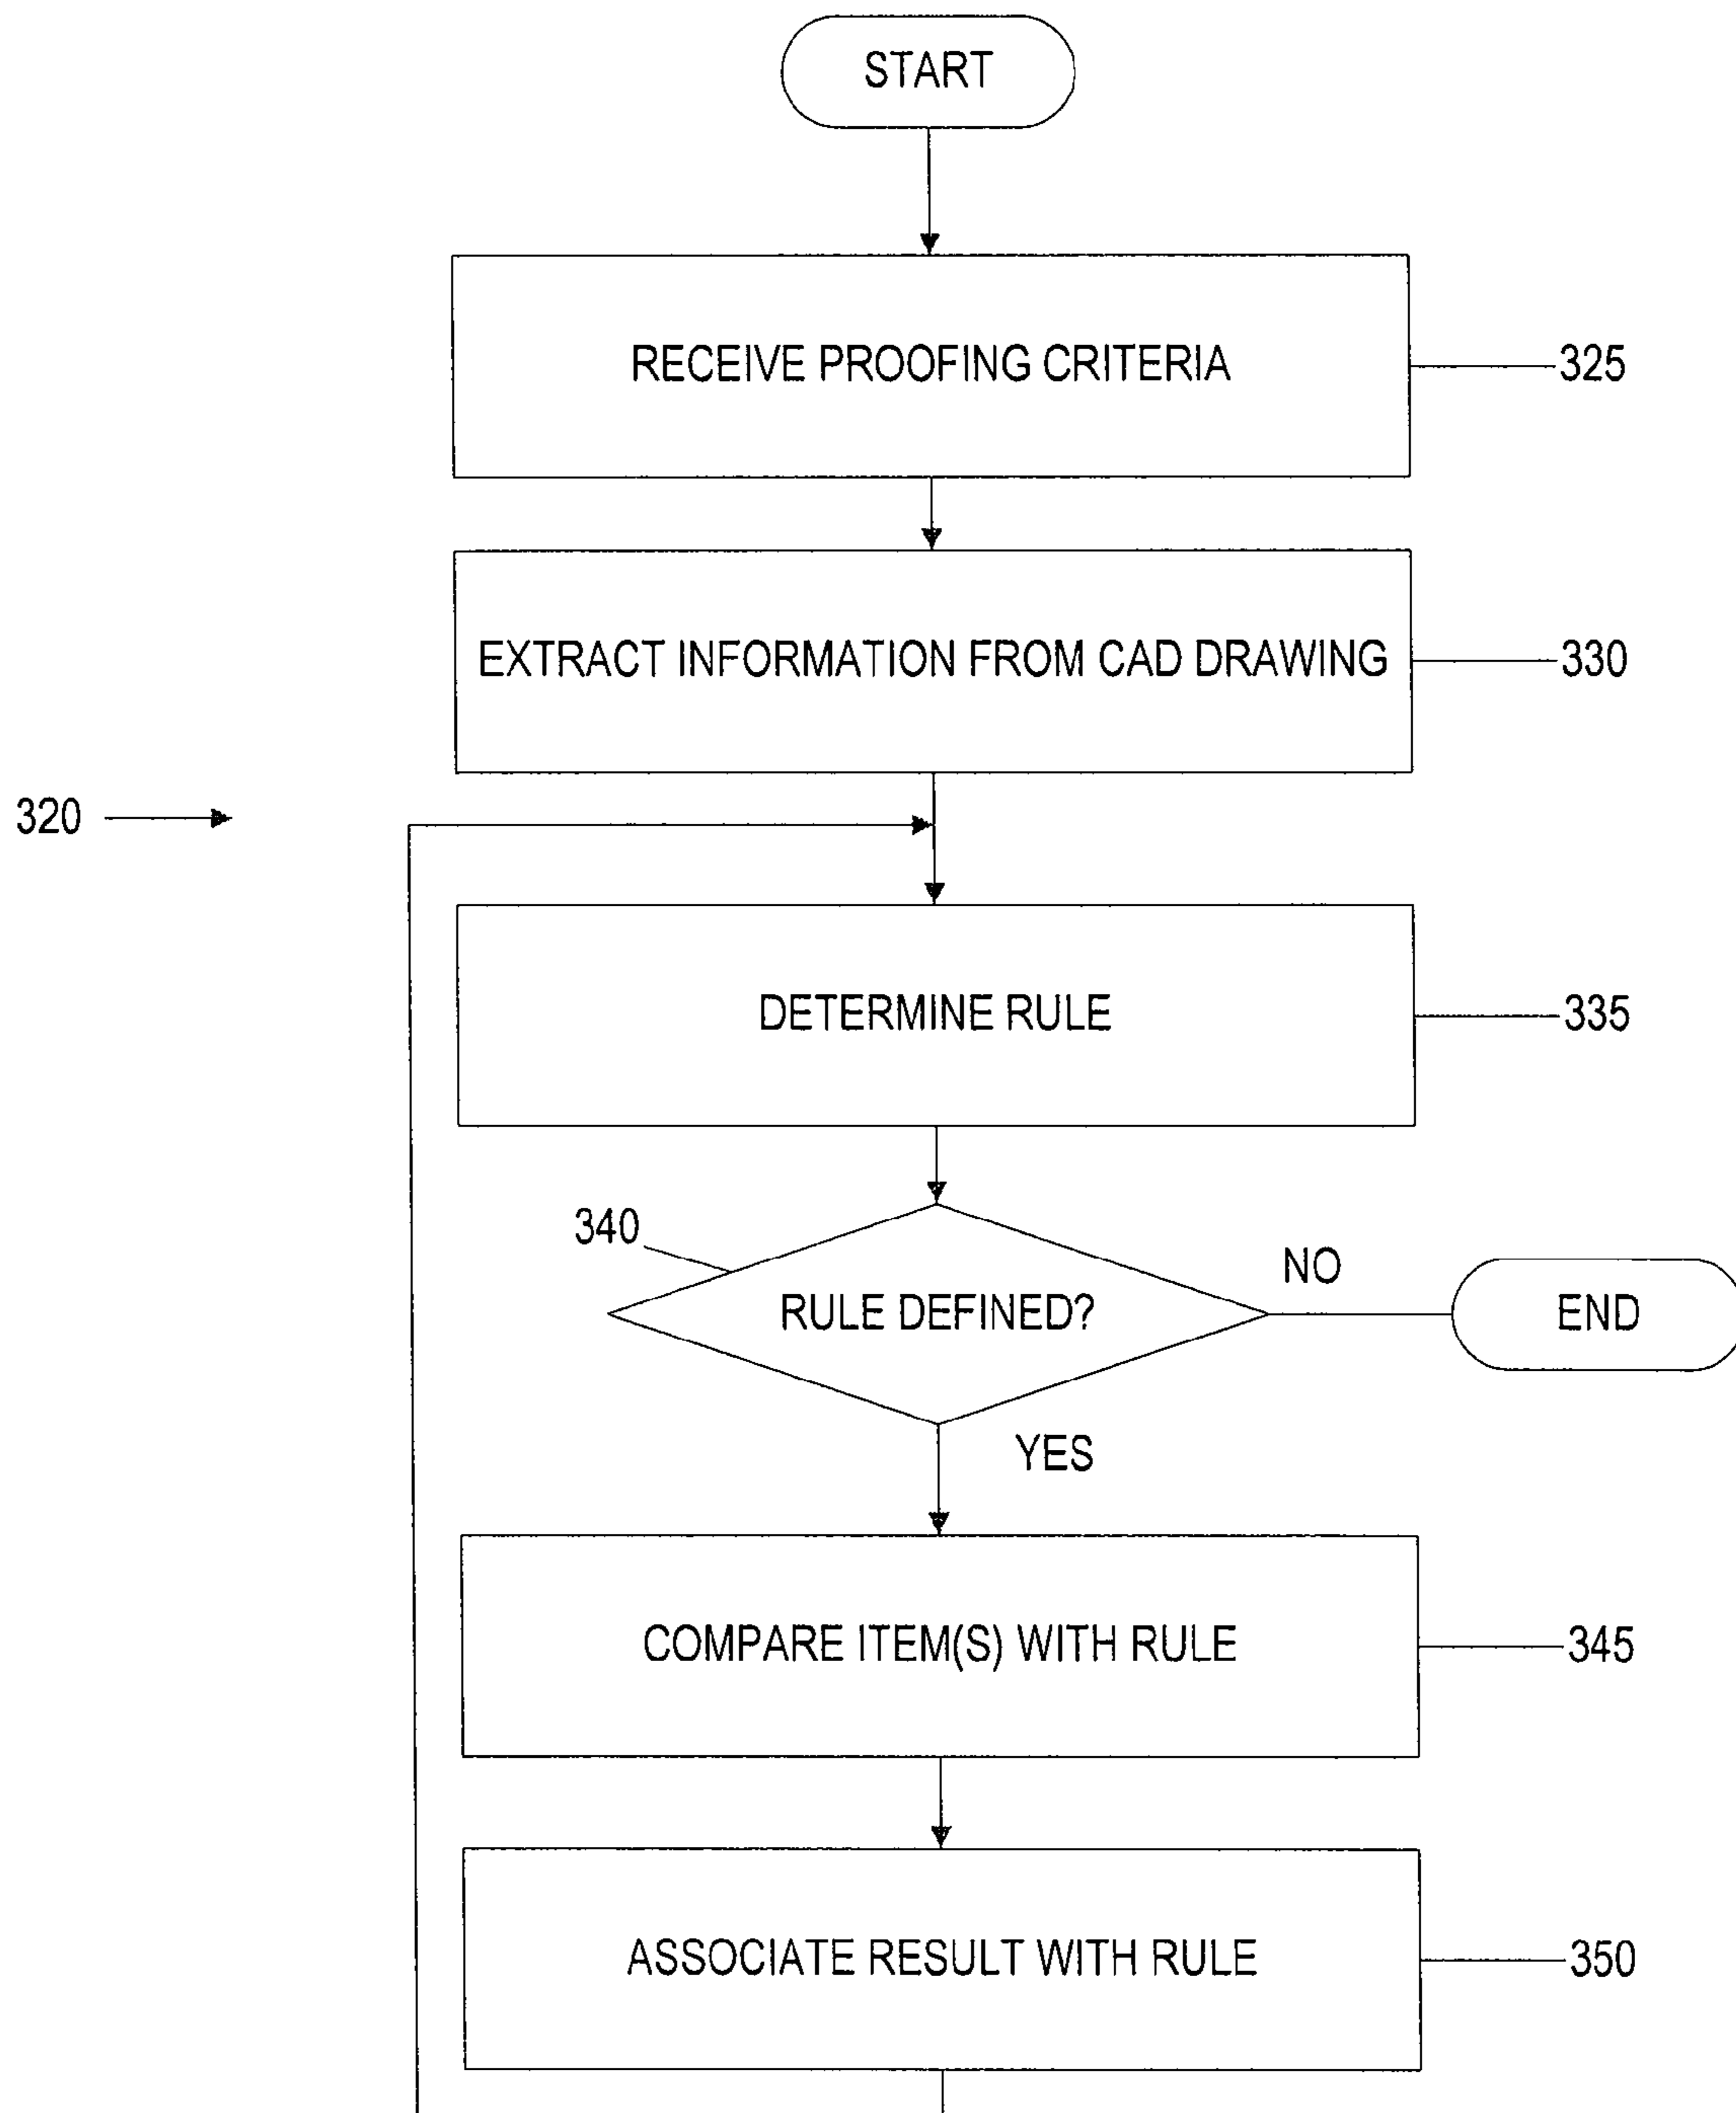 START
RECEIVE PROOFING CRITERIA
325
EXTRACT INFORMATION FROM CAD DRAWING
330
320
DETERMINE RULE
335
340
RULE DEFINED?
NO
END
YES
COMPARE ITEM(S) WITH RULE
345
ASSOCIATE RESULT WITH RULE
350